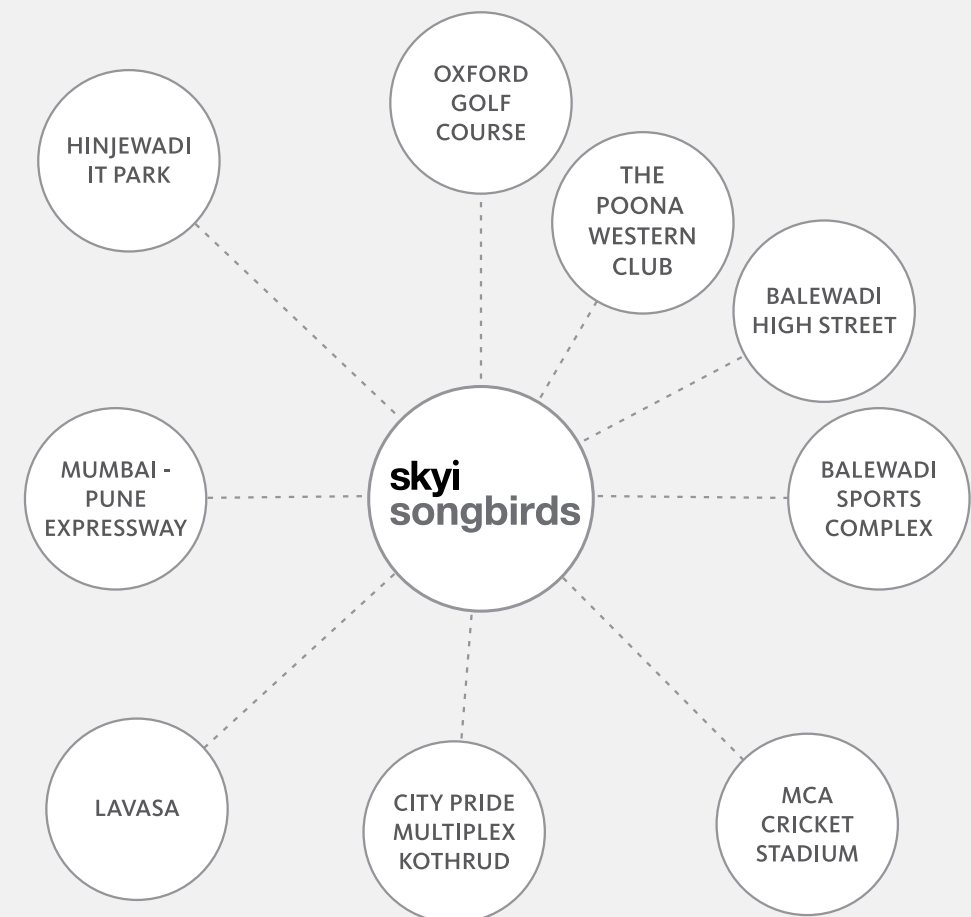 OXFORD
GOLF
COURSE
HINJEWADI
IT PARK
THE
POONA
WESTERN
CLUB
BALEWADI
HIGH STREET
MUMBAI -
PUNE
EXPRESSWAY
skyi
songbirds
BALEWADI
SPORTS
COMPLEX
LAVASA
CITY PRIDE
MULTIPLEX
KOTHRUD
MCA
CRICKET
STADIUM